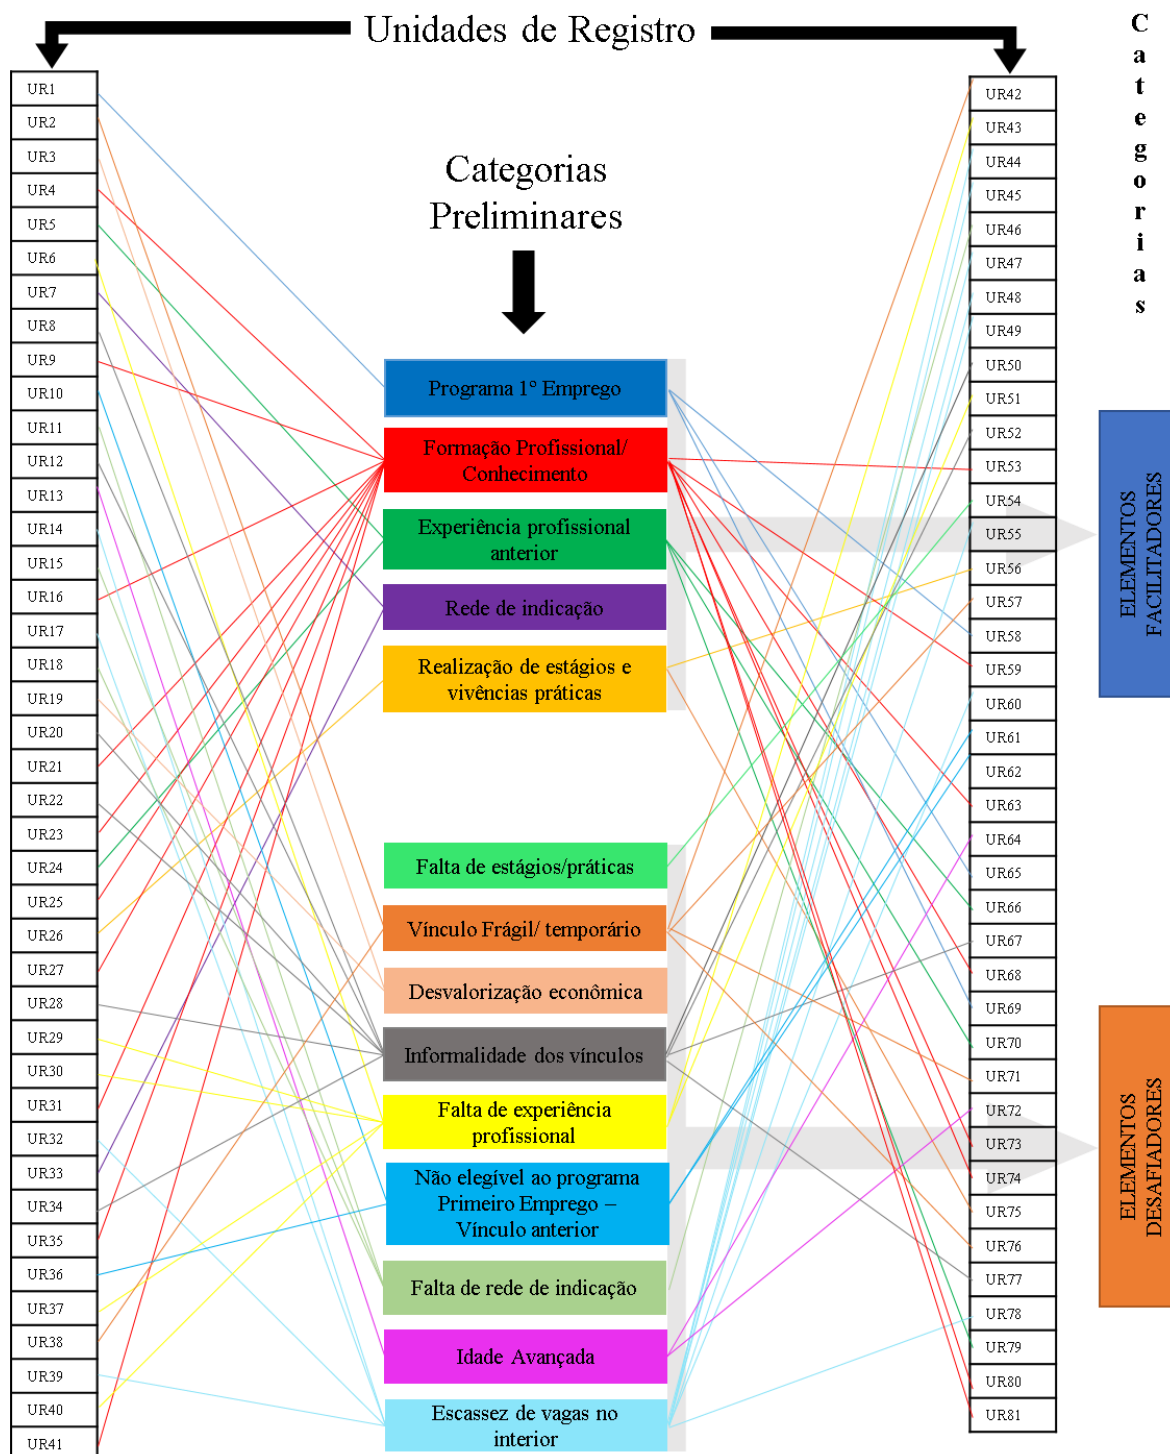 Unidades de Registro
Categorias
Preliminares
C
a
t
e
g
o
r
i
a
s
UR1
UR2
UR3
UR4
UR5
UR6
UR7
UR8
UR9
UR10
UR11
UR12
UR13
UR14
UR15
UR16
UR17
UR18
UR19
UR20
UR21
UR22
UR23
UR24
UR25
UR26
UR27
UR28
UR29
UR30
UR31
UR32
UR33
UR34
UR35
UR36
UR37
UR38
UR39
UR40
UR41
Programa 1º Emprego
Formação Profissional/
Conhecimento
Experiência profissional
anterior
Rede de indicação
Realização de estágios e
vivências práticas
Falta de estágios/práticas
Vínculo Frágil/ temporário
Desvalorização econômica
Informalidade dos vínculos
Falta de experiência
profissional
Não elegível ao programa
Primeiro Emprego –
Vínculo anterior
Falta de rede de indicação
Idade Avançada
Escassez de vagas no
interior
UR42
UR43
UR44
UR45
UR46
UR47
UR48
UR49
UR50
UR51
UR52
UR53
UR54
UR55
UR56
UR57
UR58
UR59
UR60
UR61
UR62
UR63
UR64
UR65
UR66
UR67
UR68
UR69
UR70
UR71
UR72
UR73
UR74
UR75
UR76
UR77
UR78
UR79
UR80
UR81
ELEMENTOS
FACILITADORES
ELEMENTOS
DESAFIADORES